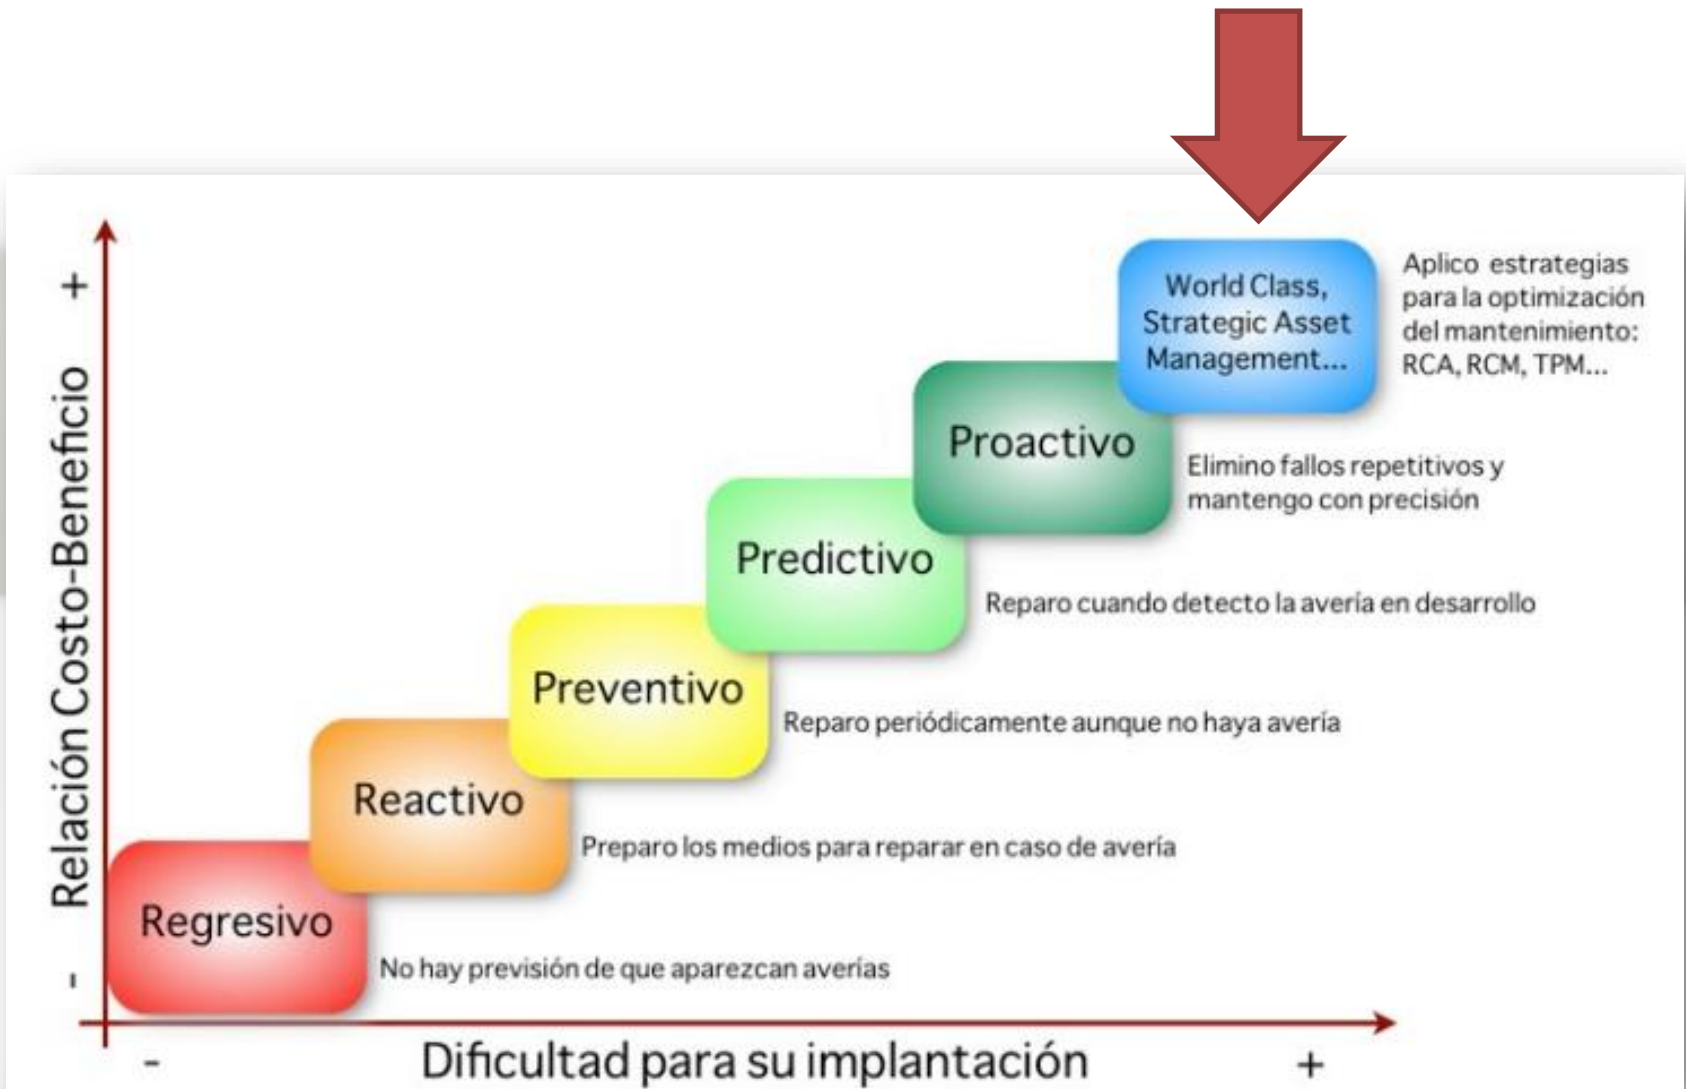 World Class,
Strategic Asset
Management...
Aplico estrategias
para la optimización
del mantenimiento:
RCA, RCM, TPM...
Proactivo
Elimino fallos repetitivos y
mantengo con precisión
Predictivo
Reparo cuando detecto la avería en desarrollo
Preventivo
Reparo periódicamente aunque no haya avería
Reactivo
Preparo los medios para reparar en caso de avería
Regresivo
No hay previsión de que aparezcan averías
+
Relación Costo-Beneficio
-
-
Dificultad para su implantación
+